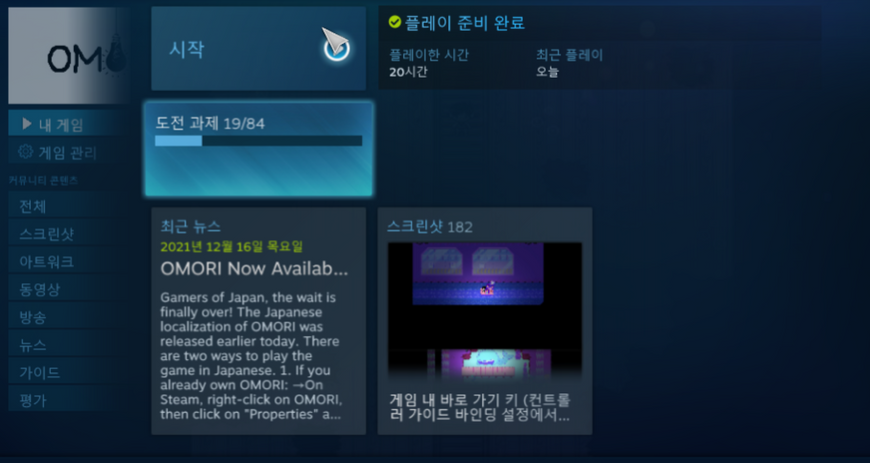 OMO
시작
플레이 준비 완료
플레이한 시간
최근 플레이
20시간
오늘
내 게임
게임 관리
커뮤니티 콘텐츠
전체
스크린샷
아트워크
동영상
방송
뉴스
가이드
평가
도전 과제 19/84
최근 뉴스
2021년 12월 16일 목요일
OMORI Now Availab...
Gamers of Japan, the wait is
finally over! The Japanese
localization of OMORI was
released earlier today. There
are two ways to play the
game in Japanese. 1. If you
already own OMORI: →On
Steam, right-click on OMORI,
then click on "Properties" a...
스크린샷 182
게임 내 바로 가기 키 (컨트롤
러 가이드 바인딩 설정에서...